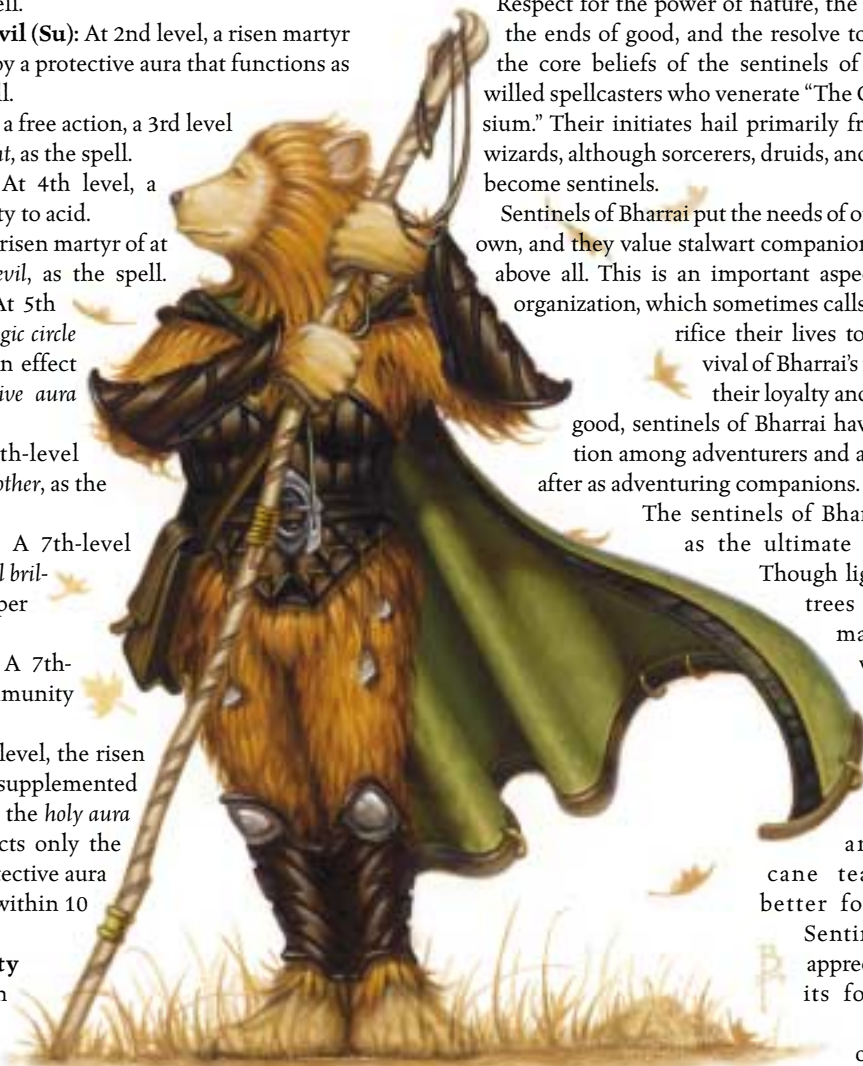 ell.
vil (Su): At 2nd level, a risen martyr
by a protective aura that functions as
ll.
a free action, a 3rd level
nt, as the spell.
At 4th level, a
ty to acid.
risen martyr of at
evil, as the spell.
At 5th
gic circle
n effect
ive aura
th-level
other, as the
A 7th-level
l bril-
per
A 7th-
mmunity
level, the risen
supplemented
the holy aura
cts only the
tective aura
within 10
ty
n
Respect for the power of nature, the
the ends of good, and the resolve to
the core beliefs of the sentinels of
willed spellcasters who venerate “The
sium.” Their initiates hail primarily fr
wizards, although sorcerers, druids, and
become sentinels.
Sentinels of Bharrai put the needs of o
own, and they value stalwart companion
above all. This is an important aspe
organization, which sometimes calls
rifice their lives to
vival of Bharrai’s
their loyalty and
good, sentinels of Bharrai hav
tion among adventurers and a
after as adventuring companions.
The sentinels of Bhar
as the ultimate
Though lig
trees
ma
an
cane tea
better fo
Sentin
appre
its fo